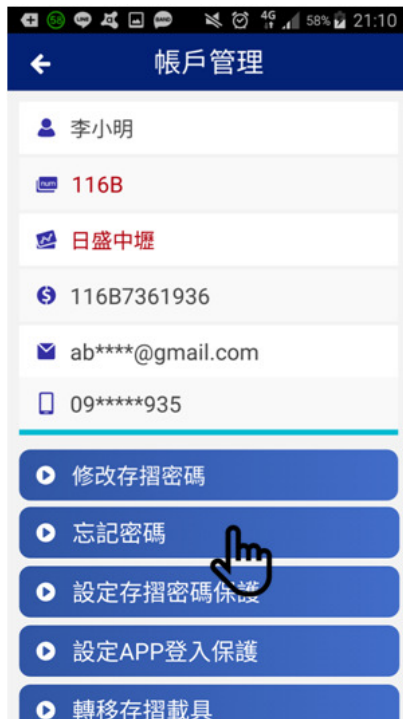 58 4G 58% 21:10
帳戶管理
李小明
num 116B
日盛中壢
116B7361936
ab****@gmail.com
09*****935
修改存摺密碼
忘記密碼
設定存摺密碼保護
設定APP登入保護
轉移存摺載具